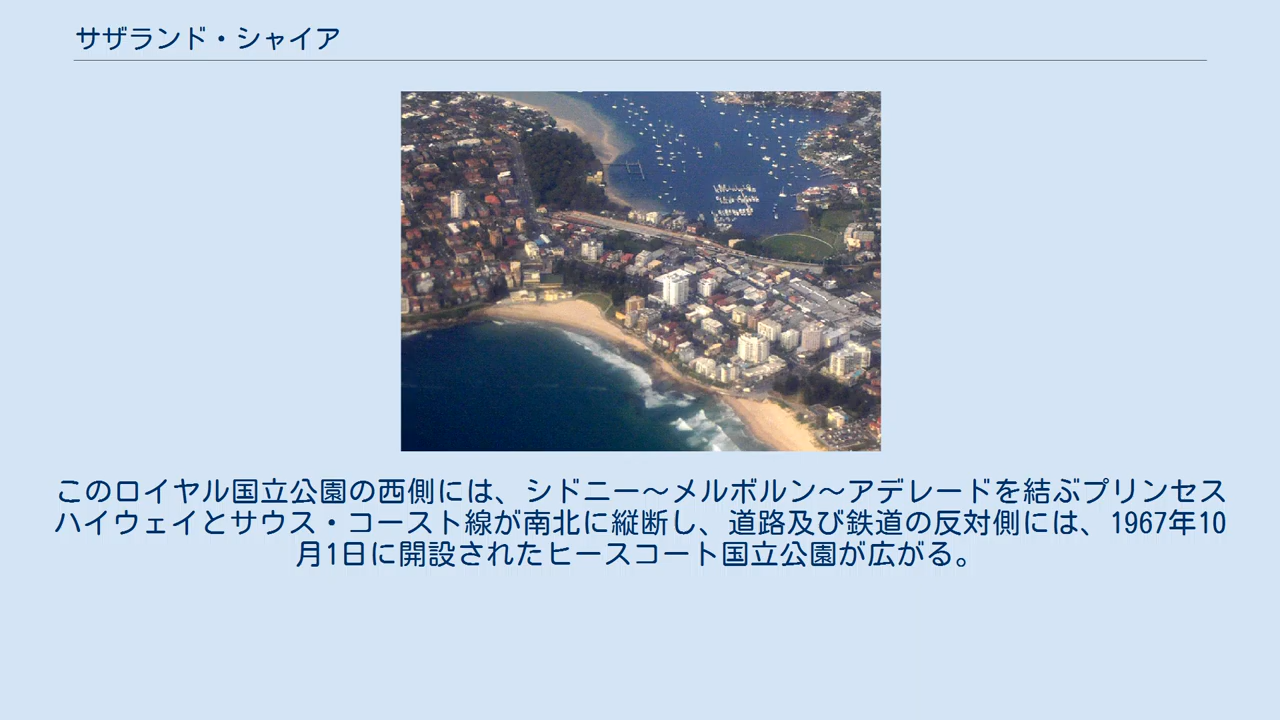 サザランド・シャイア
このロイヤル国立公園の西側には、シドニー～メルボルン～アデレードを結ぶプリンセス
ハイウェイとサウス・コースト線が南北に縦断し、道路及び鉄道の反対側には、1967年10
月1日に開設されたヒースコート国立公園が広がる。